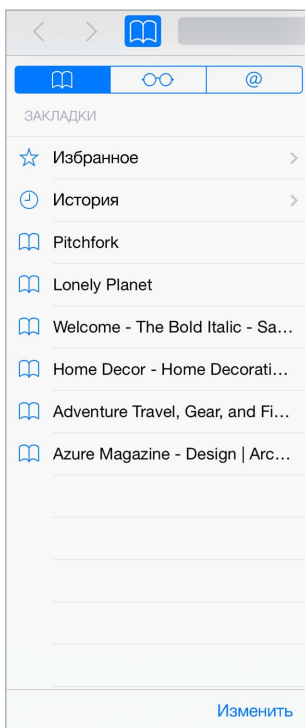 @
ЗАКЛАДКИ
Избранное
История
Pitchfork
Lonely Planet
Welcome - The Bold Italic - Sa...
Home Decor - Home Decorati...
Adventure Travel, Gear, and Fi...
Azure Magazine - Design | Arc...
Изменить